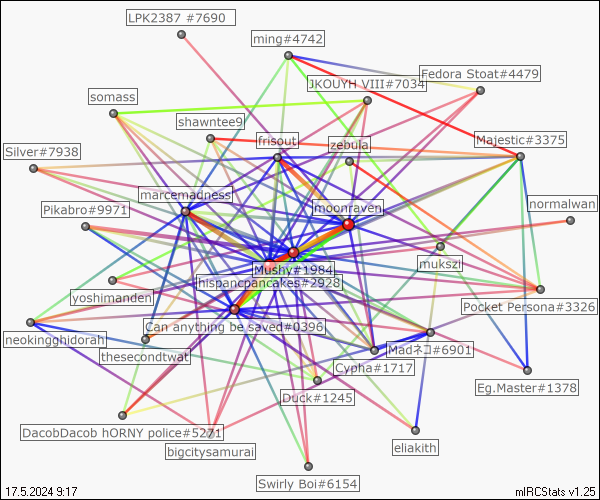 LPK2387 #7690
ming#4742
Fedora Stoat#4479
JKOUYH VIII#7034
somass
shawntee9
frisout
zebula
Majestic#3375
Silver#7938
marcemadness
moonraven
normalwan
Pikabro#9971
mukszi
Mushy#1984
hispancpancakes#2928
yoshimanden
Pocket Persona#3326
Can anything be saved#0396
neokingghidorah
thesecondtwat
Madネコ#6901
Cypha#1717
Eg.Master#1378
Duck#1245
DacobDacob hORNY police#5271
eliakith
bigcitysamurai
Swirly Boi#6154
17.5.2024 9:17
mIRCStats v1.25